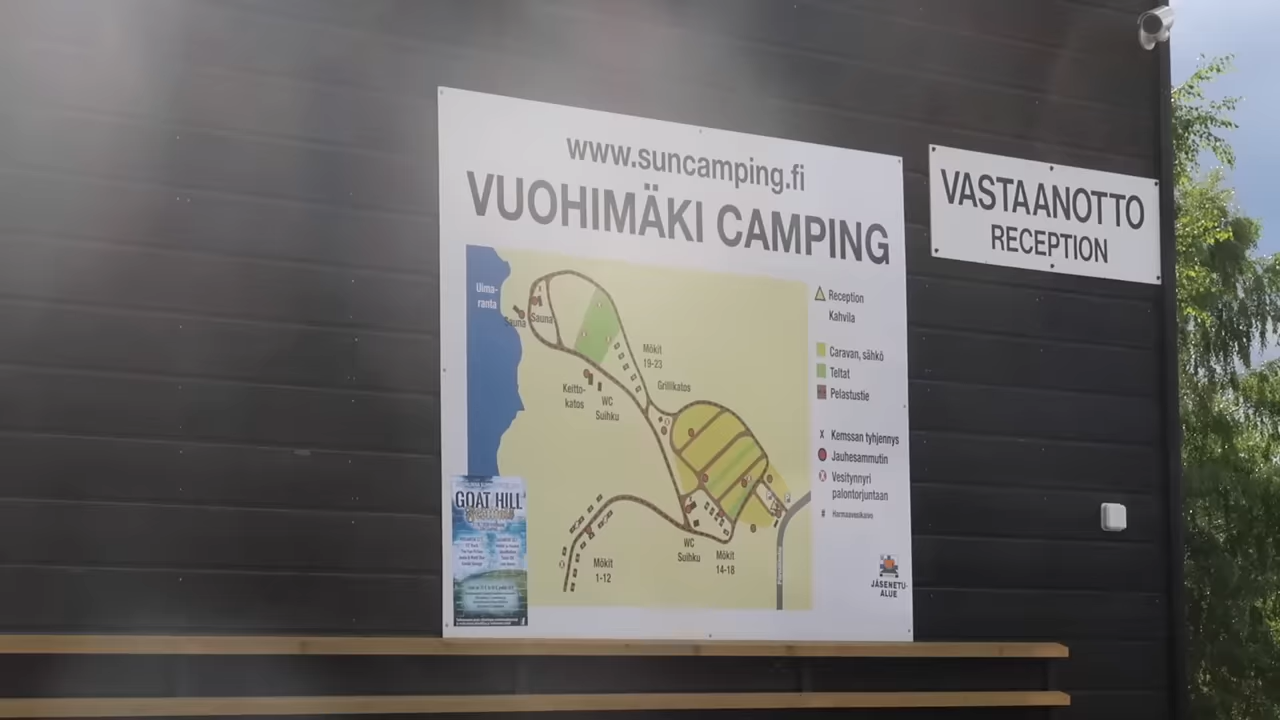 www.suncamping.fi
VUOHIMÄKI CAMPING
VASTAANOTTO
RECEPTION
Uima-
ranta
Sauna
Sauna
Mökit
19-23
Grillikatos
Keitto-
katos
WC
Suihku
WC
Suihku
Mökit
14-18
Mökit
1-12
Reception
Kahvila
Caravan, sähkö
Teltat
Pelastustie
X Kemssan tyhjennys
Jauhesammutin
Vesitynnyri
palontorjuntaan
#
JÄSENETU-
ALUE
GOAT HILL